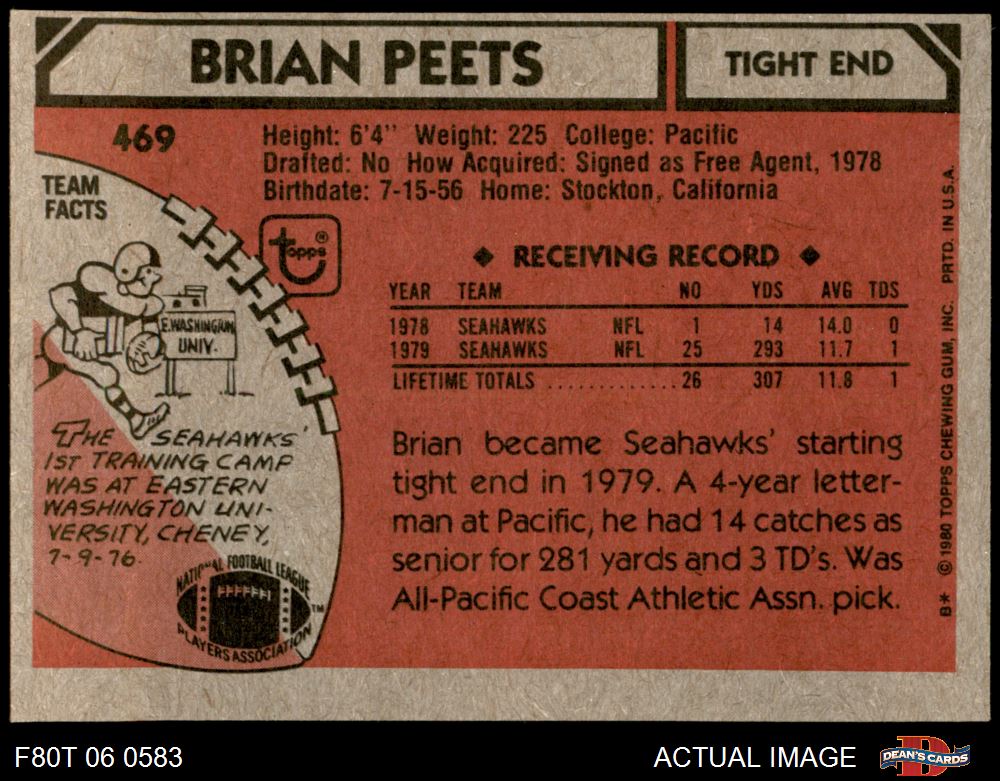 BRIAN PEETS
TIGHT END
469
Height: 6'4" Weight: 225 College: Pacific
Drafted: No How Acquired: Signed as Free Agent, 1978
Birthdate: 7-15-56 Home: Stockton, California
TEAM
FACTS
topps®
E.WASHINGTON
UNIV.
THE SEAHAWKS'
1ST TRAINING CAMP
WAS AT EASTERN
WASHINGTON UNI-
VERSITY, CHENEY,
7-9-76.
NATIONAL FOOTBALL LEAGUE
PLAYERS ASSOCIATION
TM
◆ RECEIVING RECORD ◆
YEAR TEAM NO YDS AVG TDS
1978 SEAHAWKS NFL 1 14 14.0 0
1979 SEAHAWKS NFL 25 293 11.7 1
LIFETIME TOTALS ............. 26 307 11.8 1
Brian became Seahawks' starting
tight end in 1979. A 4-year letter-
man at Pacific, he had 14 catches as
senior for 281 yards and 3 TD's. Was
All-Pacific Coast Athletic Assn. pick.
B* © 1980 TOPPS CHEWING GUM, INC. PRTD. IN U.S.A.
F80T 06 0583
ACTUAL IMAGE
DEAN'S CARDS